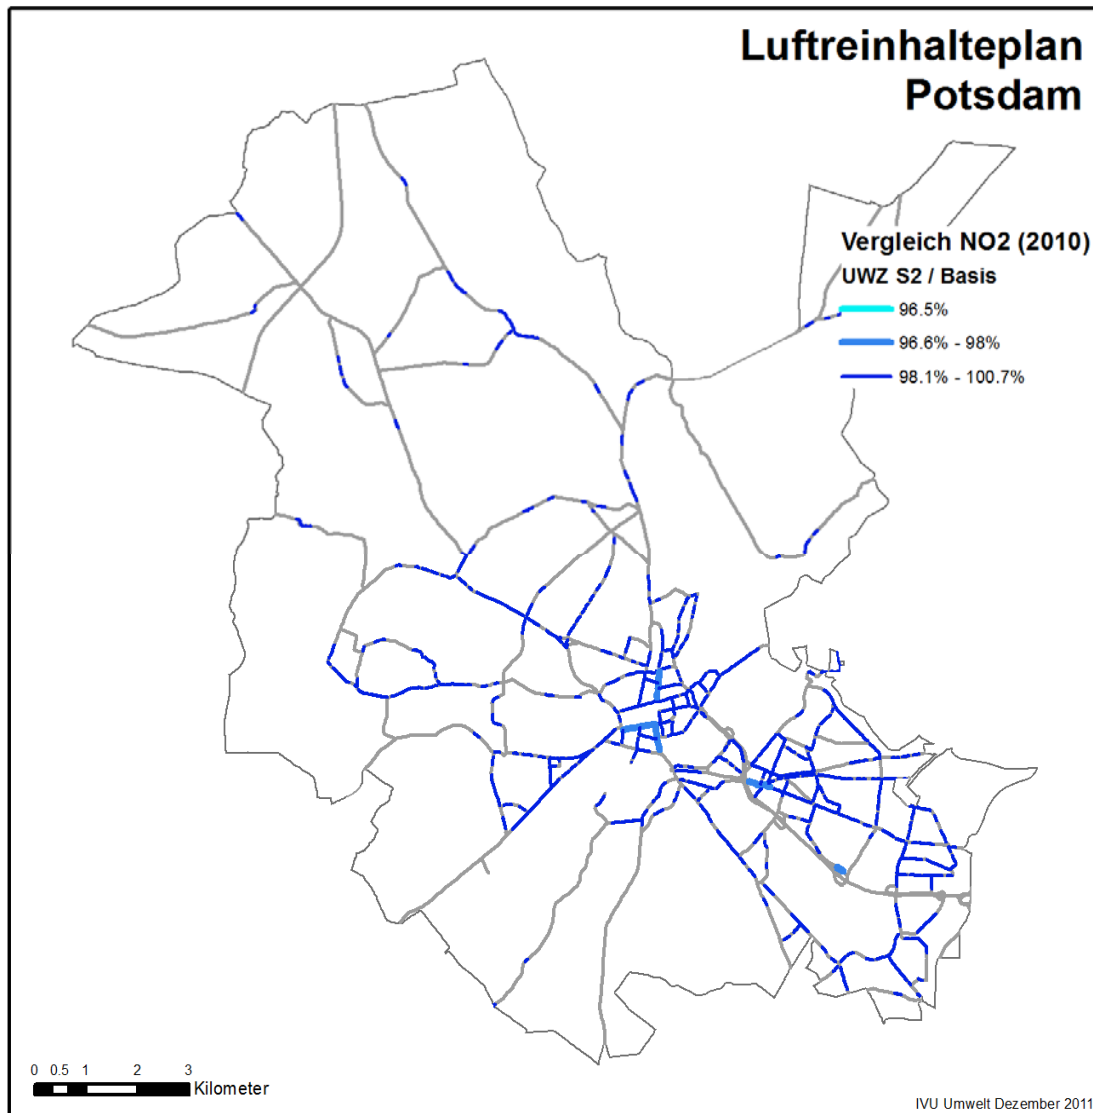 Luftreinhalteplan
Potsdam
Vergleich NO2 (2010)
UWZ S2 / Basis
96.5%
96.6% - 98%
98.1% - 100.7%
0 0.5 1 2 3
Kilometer
IVU Umwelt Dezember 2011